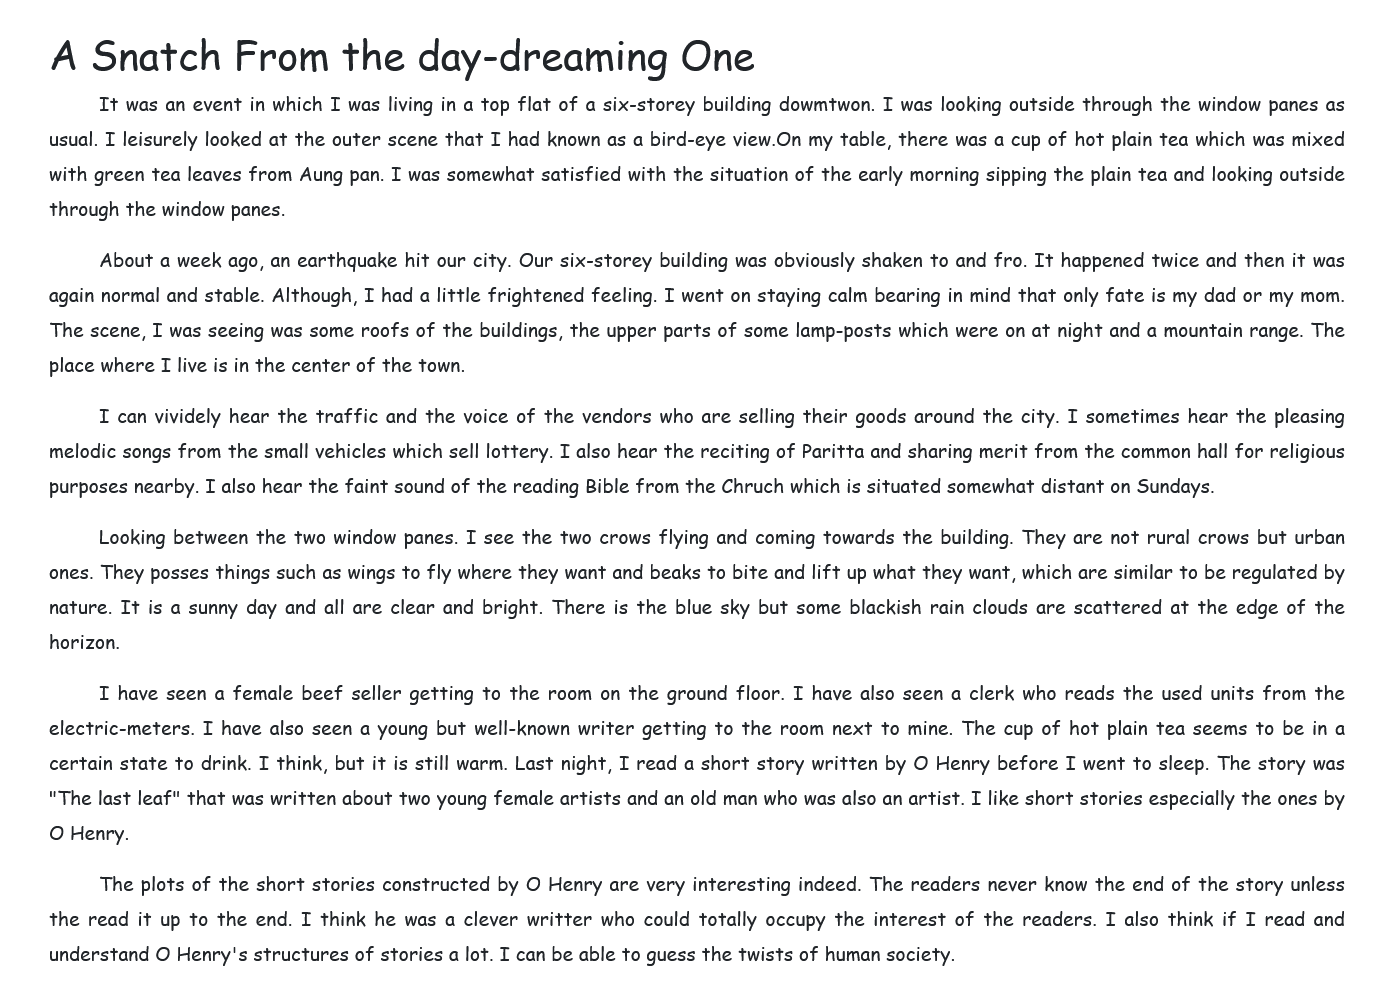 A Snatch From the day-dreaming One
It was an event in which I was living in a top flat of a six-storey building dowmtwon. I was looking outside through the window panes as
usual. I leisurely looked at the outer scene that I had known as a bird-eye view.On my table, there was a cup of hot plain tea which was mixed
with green tea leaves from Aung pan. I was somewhat satisfied with the situation of the early morning sipping the plain tea and looking outside
through the window panes.
About a week ago, an earthquake hit our city. Our six-storey building was obviously shaken to and fro. It happened twice and then it was
again normal and stable. Although, I had a little frightened feeling. I went on staying calm bearing in mind that only fate is my dad or my mom.
The scene, I was seeing was some roofs of the buildings, the upper parts of some lamp-posts which were on at night and a mountain range. The
place where I live is in the center of the town.
I can vividely hear the traffic and the voice of the vendors who are selling their goods around the city. I sometimes hear the pleasing
melodic songs from the small vehicles which sell lottery. I also hear the reciting of Paritta and sharing merit from the common hall for religious
purposes nearby. I also hear the faint sound of the reading Bible from the Chruch which is situated somewhat distant on Sundays.
Looking between the two window panes. I see the two crows flying and coming towards the building. They are not rural crows but urban
ones. They posses things such as wings to fly where they want and beaks to bite and lift up what they want, which are similar to be regulated by
nature. It is a sunny day and all are clear and bright. There is the blue sky but some blackish rain clouds are scattered at the edge of the
horizon.
I have seen a female beef seller getting to the room on the ground floor. I have also seen a clerk who reads the used units from the
electric-meters. I have also seen a young but well-known writer getting to the room next to mine. The cup of hot plain tea seems to be in a
certain state to drink. I think, but it is still warm. Last night, I read a short story written by O Henry before I went to sleep. The story was
"The last leaf" that was written about two young female artists and an old man who was also an artist. I like short stories especially the ones by
O Henry.
The plots of the short stories constructed by O Henry are very interesting indeed. The readers never know the end of the story unless
the read it up to the end. I think he was a clever writter who could totally occupy the interest of the readers. I also think if I read and
understand O Henry's structures of stories a lot. I can be able to guess the twists of human society.